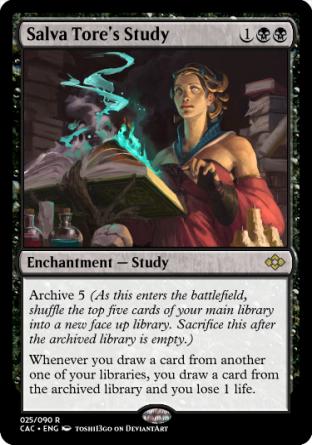 Salva Tore's Study 1
Enchantment — Study
Archive 5 (As this enters the battlefield,
shuffle the top five cards of your main library
into a new face up library. Sacrifice this after
the archived library is empty.)
Whenever you draw a card from another
one of your libraries, you draw a card from
the archived library and you lose 1 life.
025/090 R
CAC • ENG toshi3go on DeviantArt